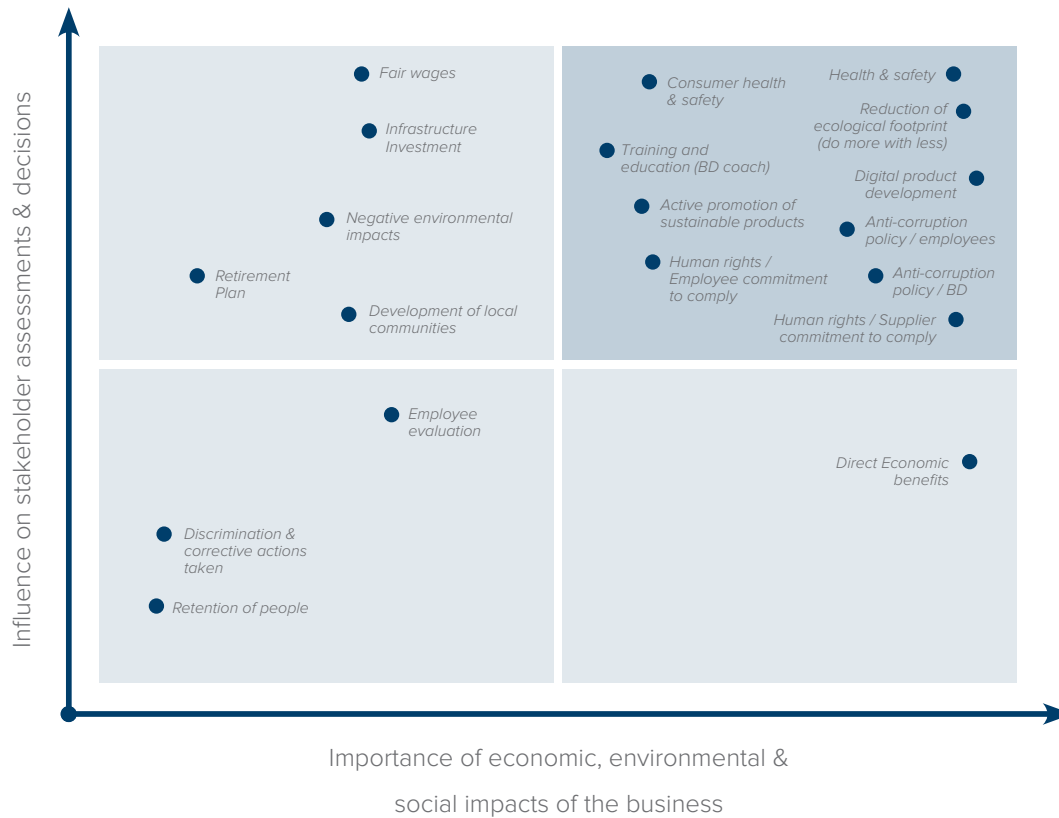 Influence on stakeholder assessments & decisions
Fair wages
Infrastructure
Investment
Negative environmental
impacts
Retirement
Plan
Development of local
communities
Consumer health
& safety
Training and
education (BD coach)
Active promotion of
sustainable products
Human rights /
Employee commitment
to comply
Health & safety
Reduction of
ecological footprint
(do more with less)
Digital product
development
Anti-corruption
policy / employees
Anti-corruption
policy / BD
Human rights / Supplier
commitment to comply
Employee
evaluation
Discrimination &
corrective actions
taken
Retention of people
Direct Economic
benefits
Importance of economic, environmental &
social impacts of the business